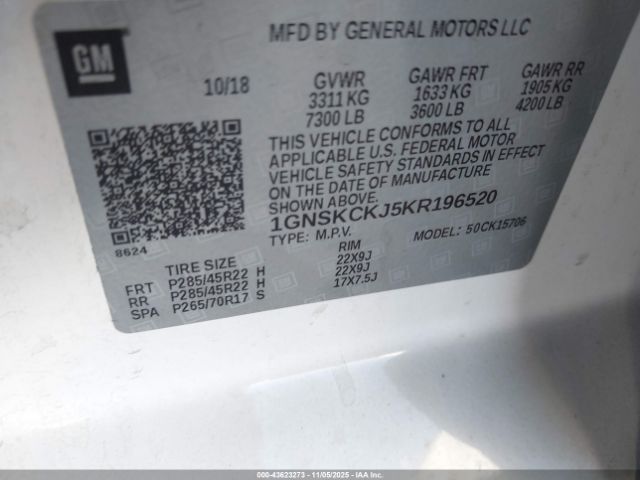 GM
MFD BY GENERAL MOTORS LLC
10/18 GVWR GAWR FRT GAWR RR
3311 KG 1633 KG 1905 KG
7300 LB 3600 LB 4200 LB
THIS VEHICLE CONFORMS TO ALL
APPLICABLE U.S. FEDERAL MOTOR
VEHICLE SAFETY STANDARDS IN EFFECT
ON THE DATE OF MANUFACTURE
SHOWN ABOVE.
1GNSKCKJ5KR196520
TYPE: M.P.V. MODEL: 50CK15706
8624
TIRE SIZE RIM
FRT P285/45R22 H 22X9J
RR P285/45R22 H 22X9J
SPA P265/70R17 S 17X7.5J
000-43623273 - 11/05/2025 - IAA Inc.